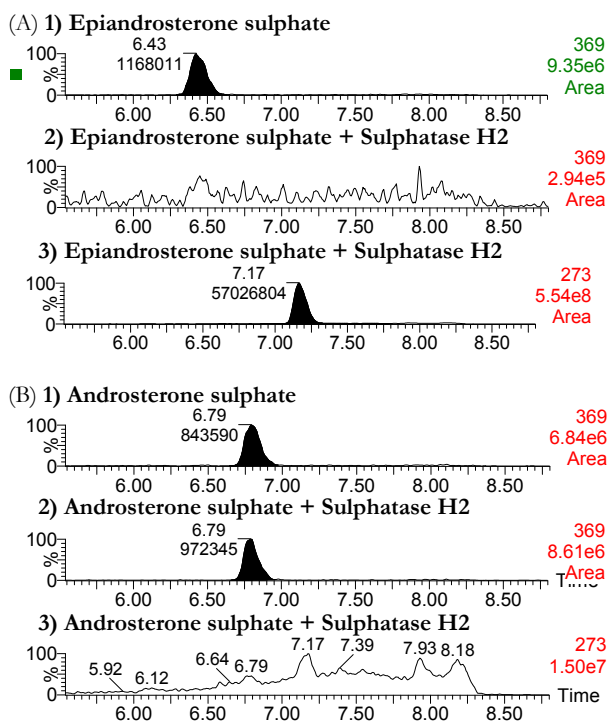 (A) 1) Epiandrosterone sulphate
6.43
1168011
369
9.35e6
Area
100
%
0
6.00 6.50 7.00 7.50 8.00 8.50
2) Epiandrosterone sulphate + Sulphatase H2
369
2.94e5
Area
100
%
0
6.00 6.50 7.00 7.50 8.00 8.50
3) Epiandrosterone sulphate + Sulphatase H2
7.17
57026804
273
5.54e8
Area
100
%
0
6.00 6.50 7.00 7.50 8.00 8.50
(B) 1) Androsterone sulphate
6.79
843590
369
6.84e6
Area
100
%
0
6.00 6.50 7.00 7.50 8.00 8.50
2) Androsterone sulphate + Sulphatase H2
6.79
972345
369
8.61e6
Area
Time
100
%
0
6.00 6.50 7.00 7.50 8.00 8.50
3) Androsterone sulphate + Sulphatase H2
5.92 6.12 6.64 6.79 7.17 7.39 7.93 8.18
273
1.50e7
Time
100
%
0
6.00 6.50 7.00 7.50 8.00 8.50